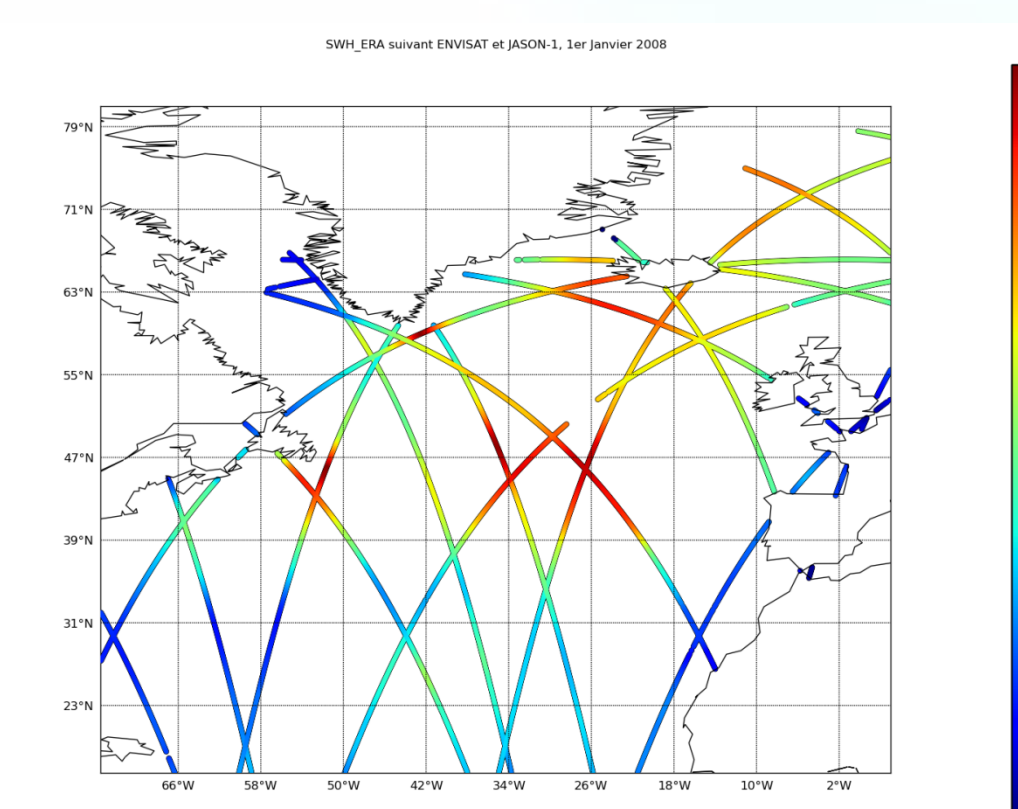 SWH_ERA suivant ENVISAT et JASON-1, 1er Janvier 2008
79°N
71°N
63°N
55°N
47°N
39°N
31°N
23°N
66°W 58°W 50°W 42°W 34°W 26°W 18°W 10°W 2°W